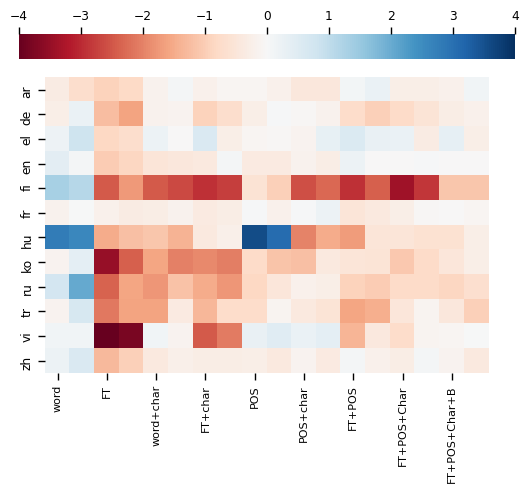 −4 −3 −2 −1 0 1 2 3 4
ar
de
el
en
fi
fr
hu
ko
ru
tr
vi
zh
word
FT
word+char
FT+char
POS
POS+char
FT+POS
FT+POS+Char
FT+POS+Char+B